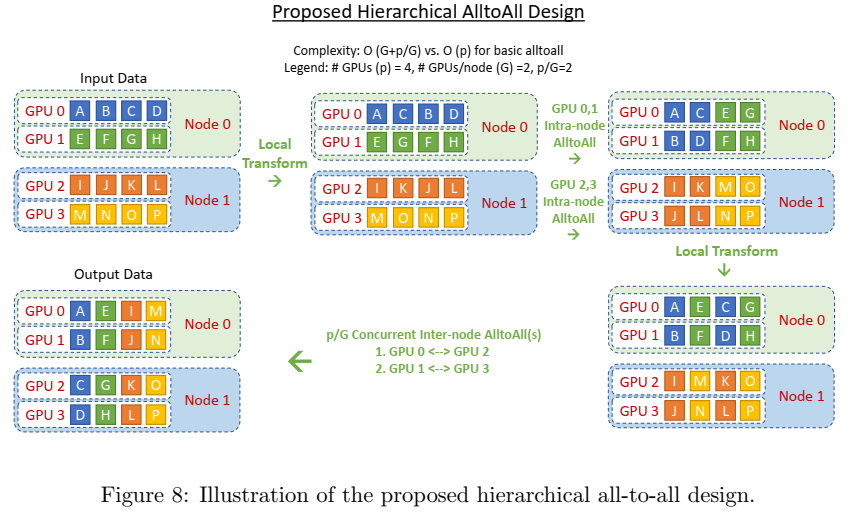 Proposed Hierarchical AlltoAll Design
Complexity: O (G+p/G) vs. O (p) for basic alltoall
Legend: # GPUs (p) = 4, # GPUs/node (G) =2, p/G=2
Input Data
GPU 0 A B C D
GPU 1 E F G H
Node 0
GPU 2 I J K L
GPU 3 M N O P
Node 1
Local
Transform
→
GPU 0 A C B D
GPU 1 E G F H
Node 0
GPU 2 I K J L
GPU 3 M O N P
Node 1
GPU 0,1
Intra-node
AlltoAll
→
GPU 2,3
Intra-node
AlltoAll
→
GPU 0 A C E G
GPU 1 B D F H
Node 0
GPU 2 I K M O
GPU 3 J L N P
Node 1
Local Transform
↓
GPU 0 A E C G
GPU 1 B F D H
Node 0
GPU 2 I M K O
GPU 3 J N L P
Node 1
p/G Concurrent Inter-node AlltoAll(s)
1. GPU 0 <--> GPU 2
2. GPU 1 <--> GPU 3
←
Output Data
GPU 0 A E I M
GPU 1 B F J N
Node 0
GPU 2 C G K O
GPU 3 D H L P
Node 1
Figure 8: Illustration of the proposed hierarchical all-to-all design.